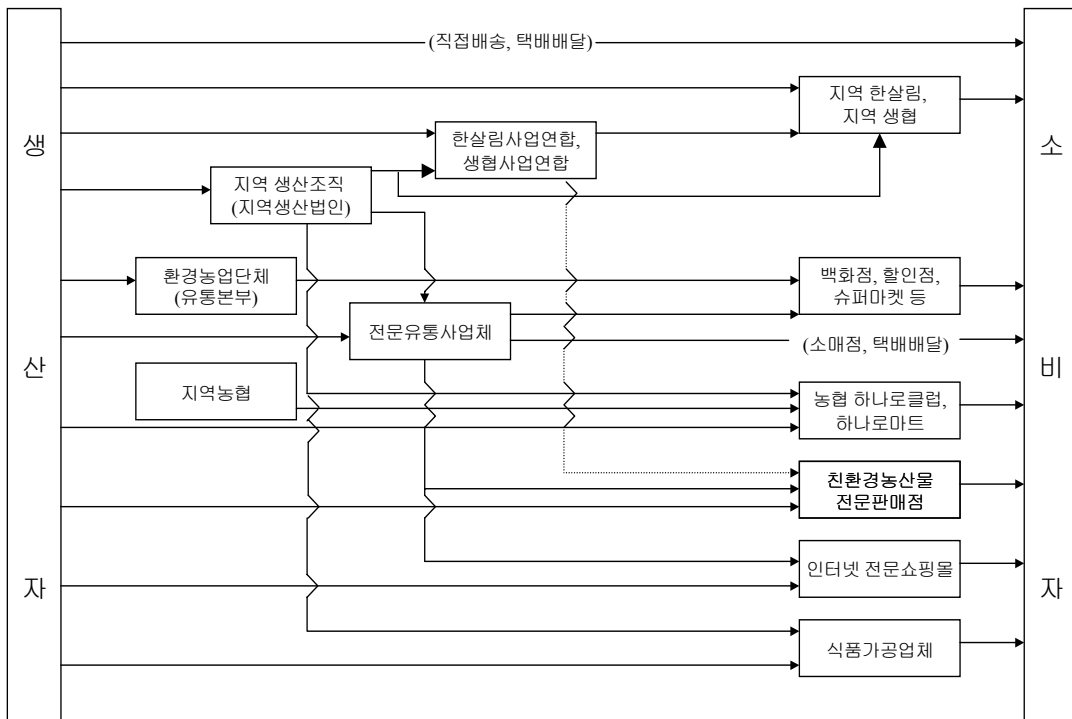 생
산
자
(직접배송, 택배배달)
지역 한살림,
지역 생협
한살림사업연합,
생협사업연합
지역 생산조직
(지역생산법인)
환경농업단체
(유통본부)
백화점, 할인점,
슈퍼마켓 등
전문유통사업체
(소매점, 택배배달)
지역농협
농협 하나로클럽,
하나로마트
친환경농산물
전문판매점
인터넷 전문쇼핑몰
식품가공업체
소
비
자